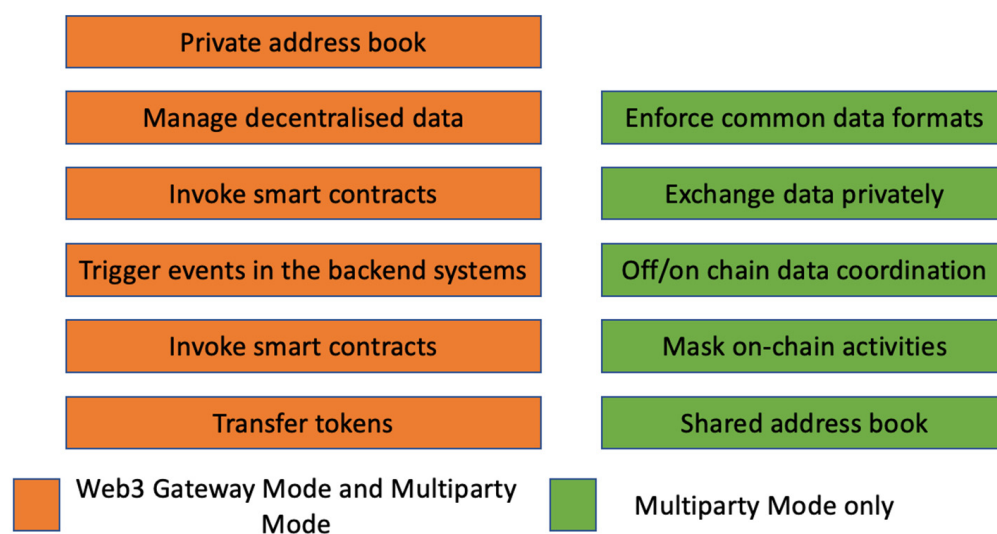 Private address book
Manage decentralised data
Enforce common data formats
Invoke smart contracts
Exchange data privately
Trigger events in the backend systems
Off/on chain data coordination
Invoke smart contracts
Mask on-chain activities
Transfer tokens
Shared address book
Web3 Gateway Mode and Multiparty
Mode
Multiparty Mode only